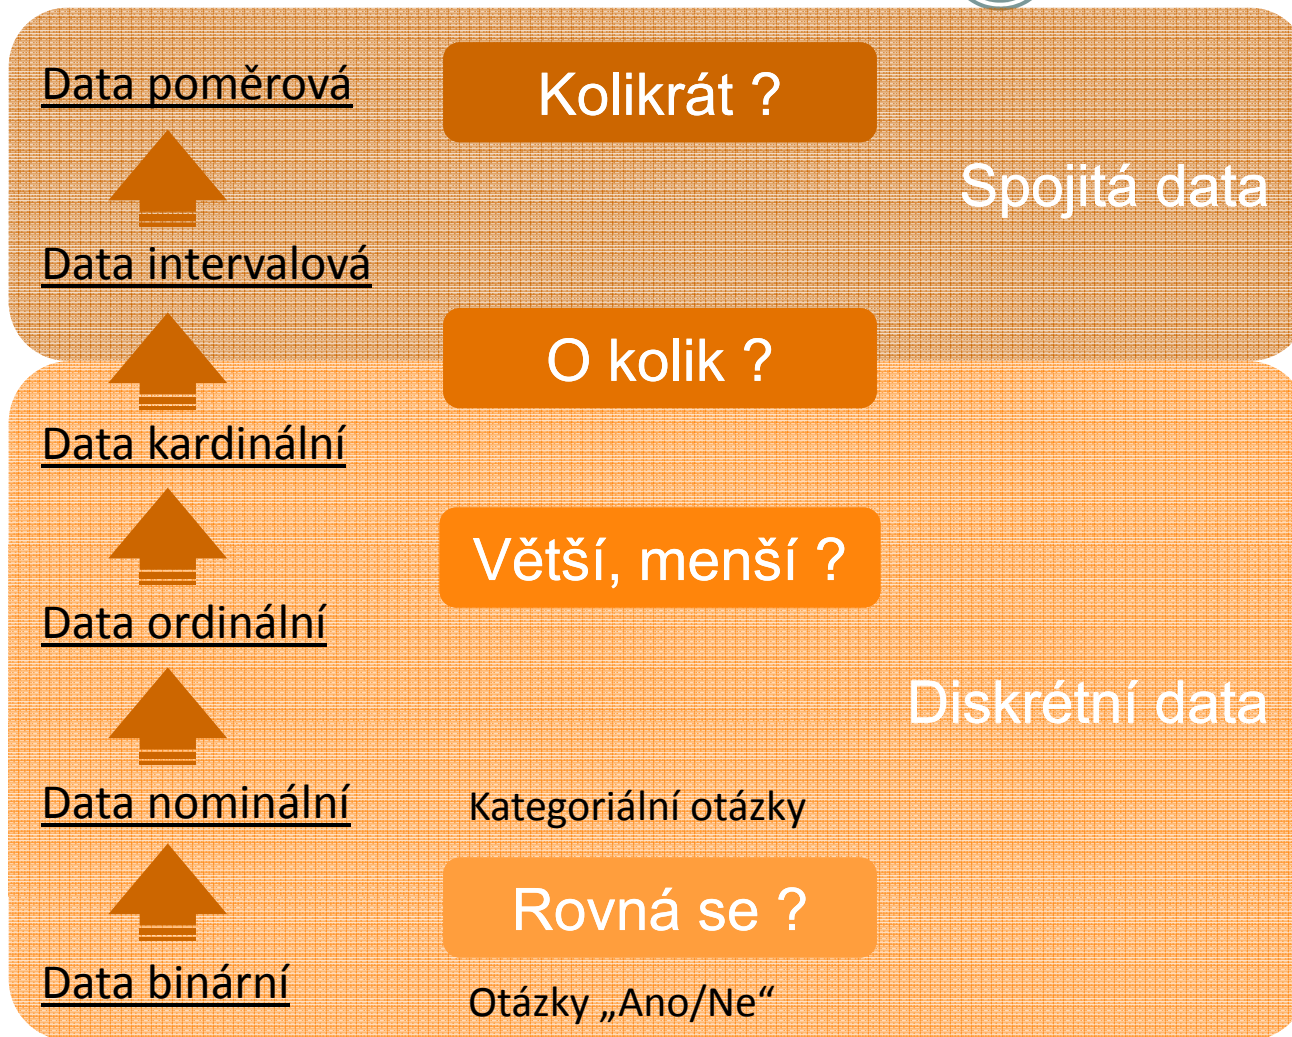 Data poměrová
Kolikrát ?
Spojitá data
Data intervalová
O kolik ?
Data kardinální
Větší, menší ?
Data ordinální
Diskrétní data
Data nominální
Kategoriální otázky
Rovná se ?
Data binární
Otázky „Ano/Ne“